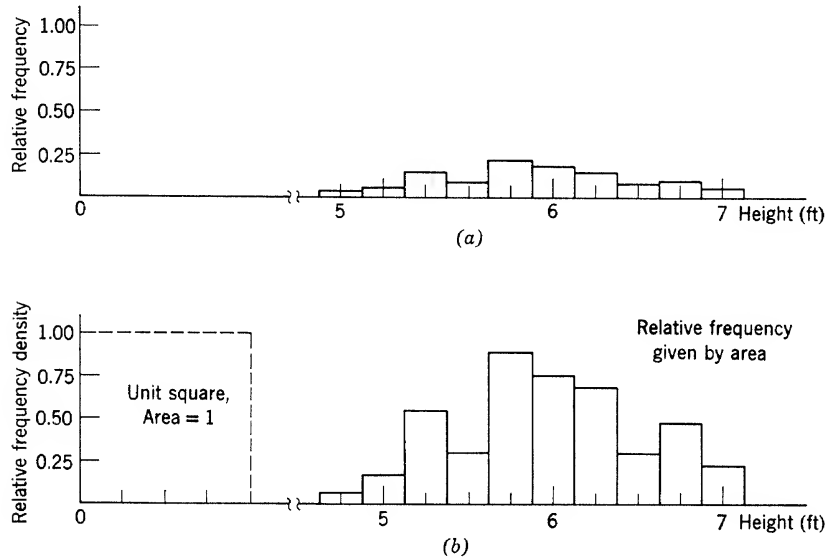 Relative frequency
1.00
0.75
0.50
0.25
0
5
6
7 Height (ft)
(a)
Relative frequency density
1.00
0.75
0.50
0.25
Unit square,
Area = 1
Relative frequency
given by area
0
5
6
7 Height (ft)
(b)